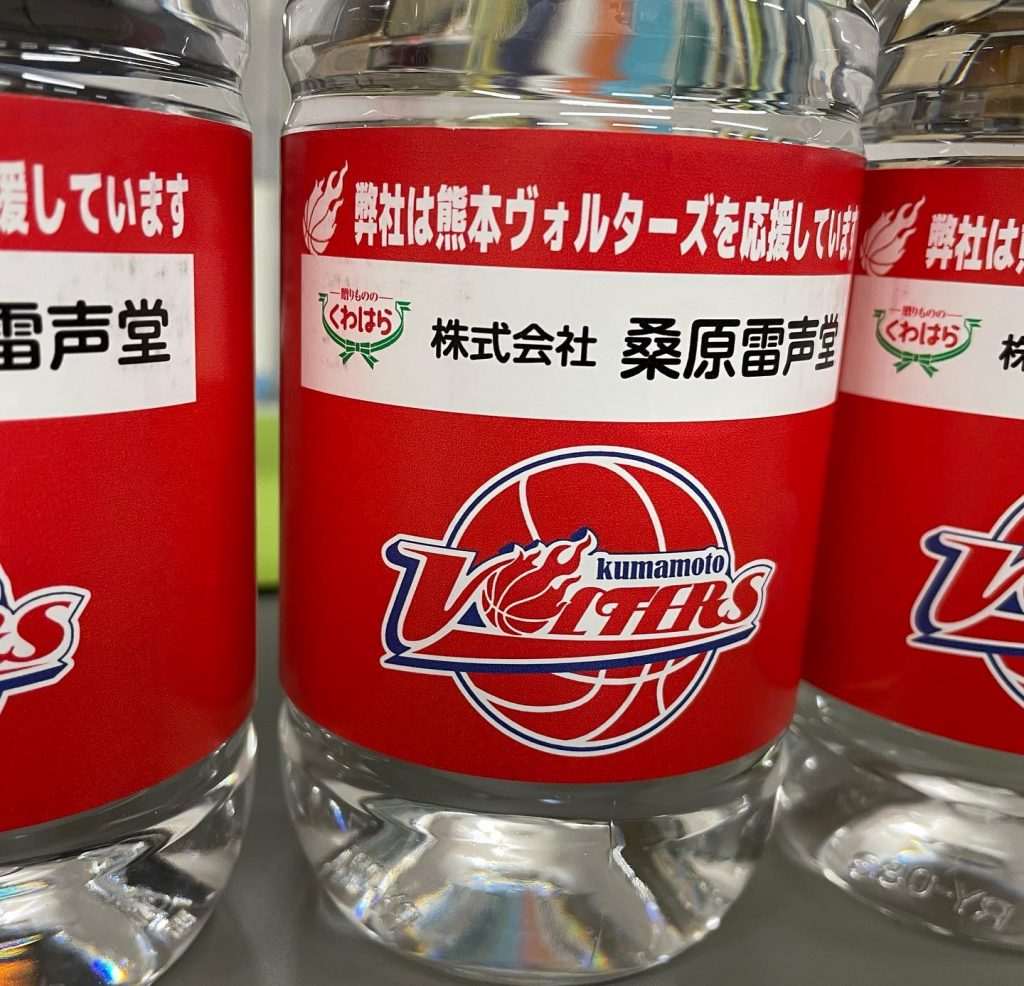 援しています
雷声堂
弊社は熊本ヴォルターズを応援しています
贈りものの
くわはら
株式会社 桑原雷声堂
kumamoto
VOLTERS
弊社は
贈りものの
くわはら
株
RY-086